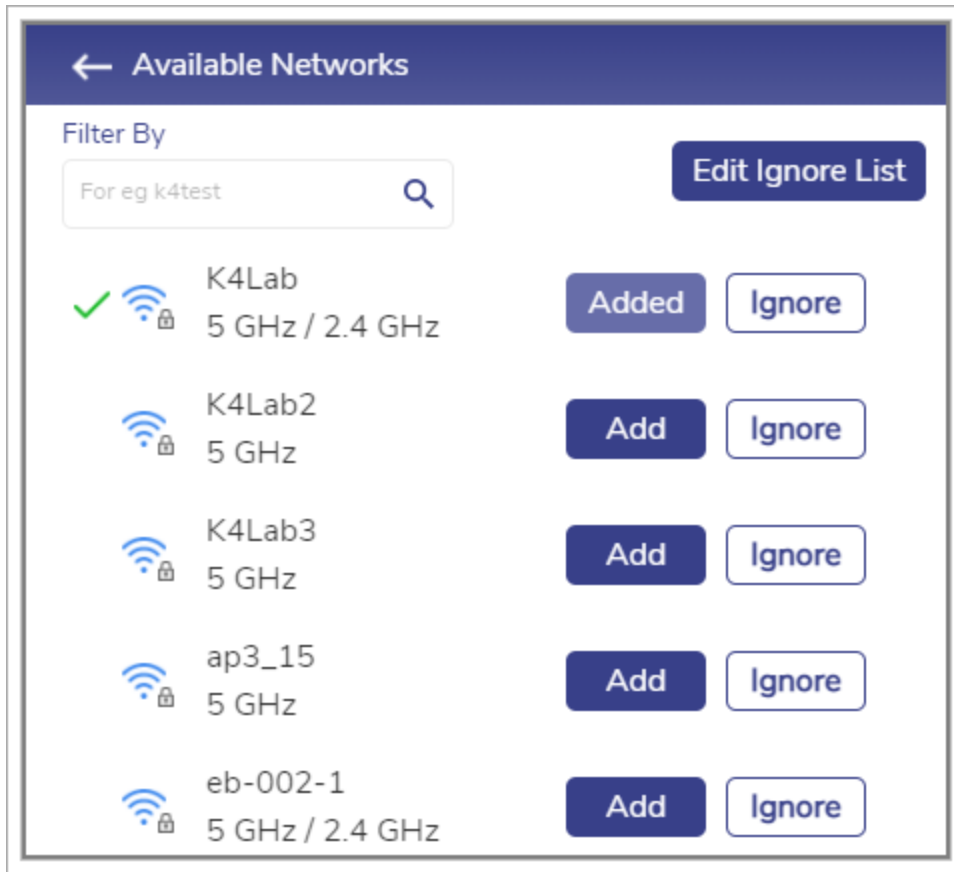 Available Networks
Filter By
For eg k4test
Edit Ignore List
K4Lab
5 GHz / 2.4 GHz
Added
Ignore
K4Lab2
5 GHz
Add
Ignore
K4Lab3
5 GHz
Add
Ignore
ap3_15
5 GHz
Add
Ignore
eb-002-1
5 GHz / 2.4 GHz
Add
Ignore